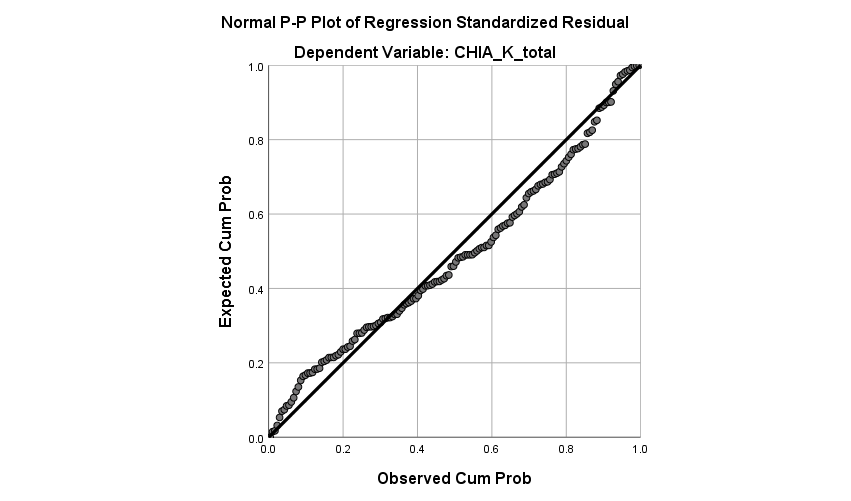 Normal P-P Plot of Regression Standardized Residual
Dependent Variable: CHIA_K_total
Expected Cum Prob
1.0
0.8
0.6
0.4
0.2
0.0
0.0 0.2 0.4 0.6 0.8 1.0
Observed Cum Prob